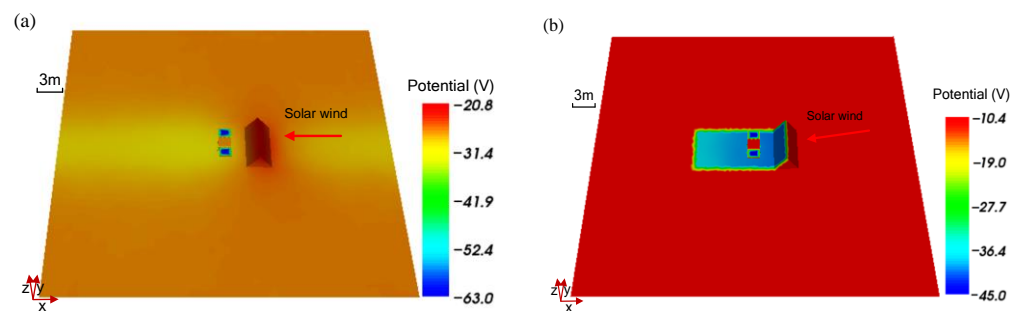 (a)
3m
Solar wind
Potential (V)
−20.8
−31.4
−41.9
−52.4
−63.0
z y
x
(b)
3m
Solar wind
Potential (V)
−10.4
−19.0
−27.7
−36.4
−45.0
z y
x